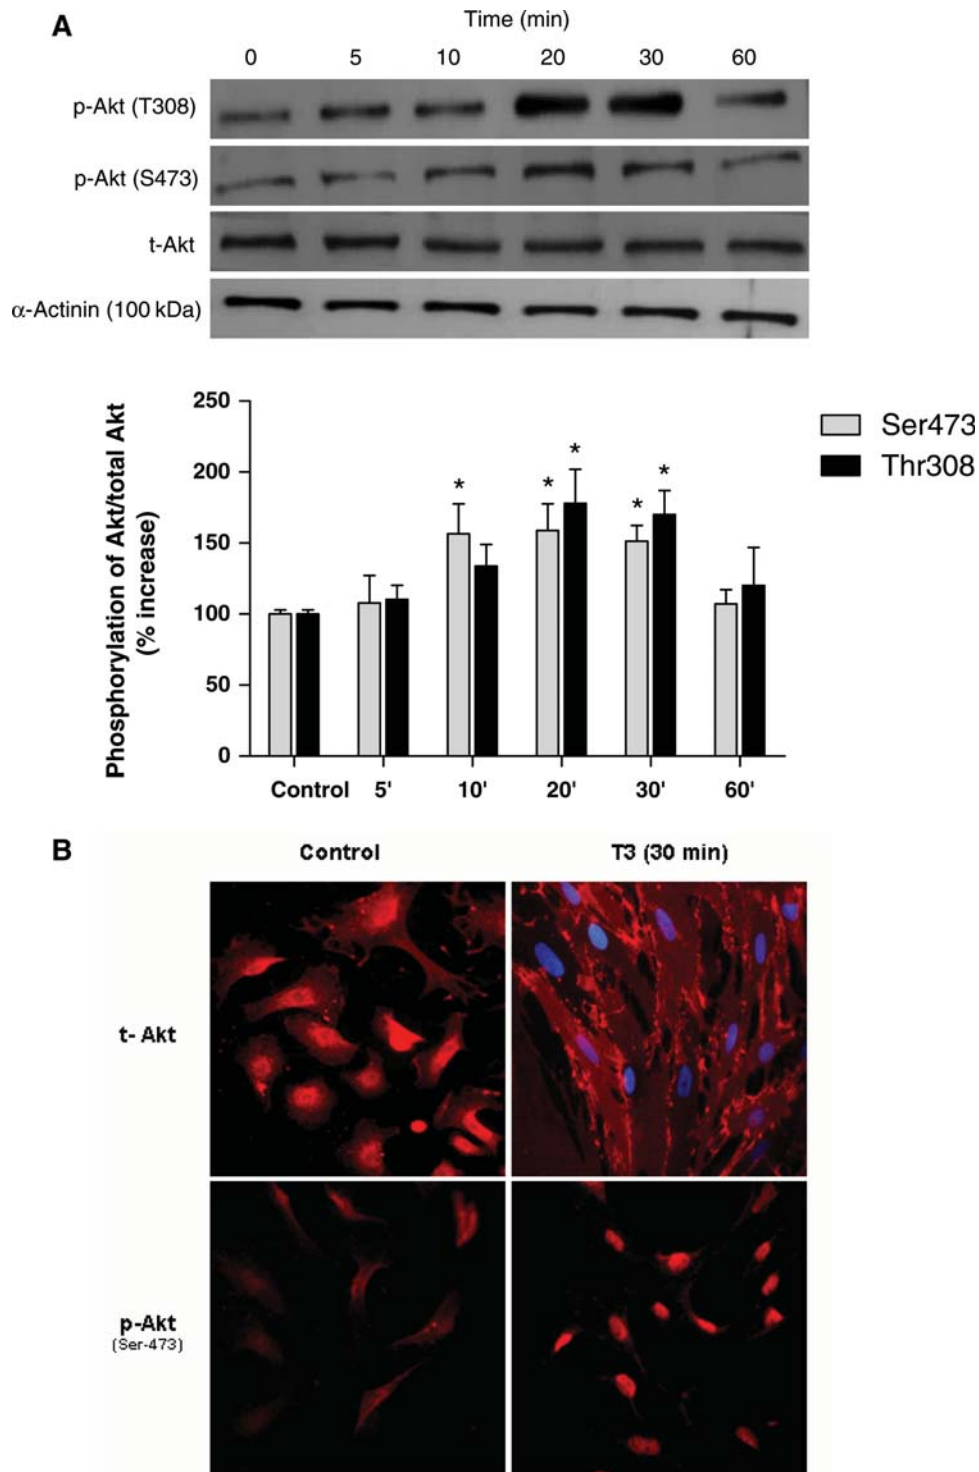 A
Time (min)
0 5 10 20 30 60
p-Akt (T308)
p-Akt (S473)
t-Akt
α-Actinin (100 kDa)
Phosphorylation of Akt/total Akt
(% increase)
250
200
150
100
50
0
* * * * *
Control 5' 10' 20' 30' 60'
Ser473
Thr308
B
Control T3 (30 min)
t- Akt
p-Akt
(Ser-473)